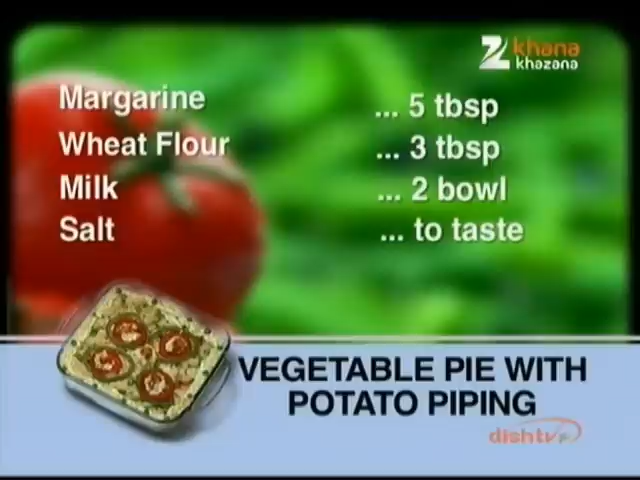 Z khana
khazana
Margarine ... 5 tbsp
Wheat Flour ... 3 tbsp
Milk ... 2 bowl
Salt ... to taste
VEGETABLE PIE WITH
POTATO PIPING
dishtv